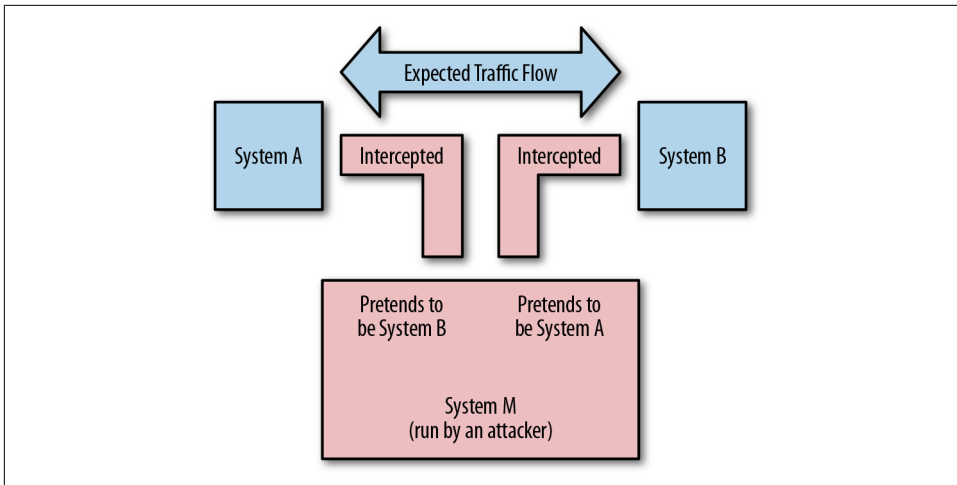 Expected Traffic Flow
System A
Intercepted
Intercepted
System B
Pretends to
be System B
Pretends to
be System A
System M
(run by an attacker)